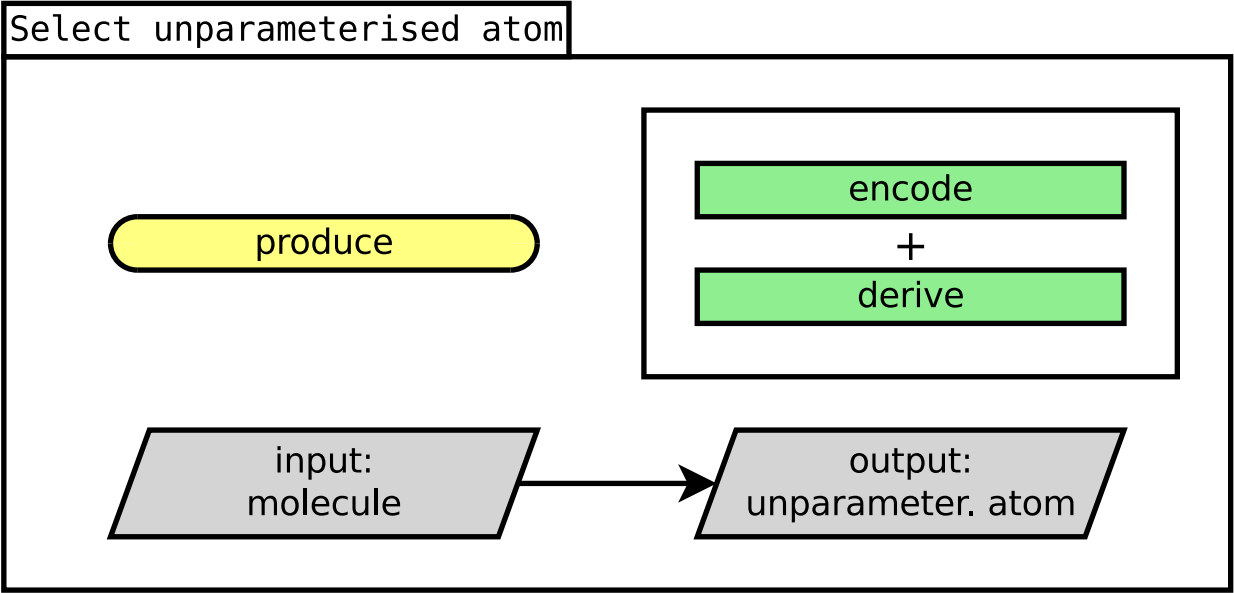 Select unparameterised atom
produce
encode
+
derive
input:
molecule
output:
unparameter. atom